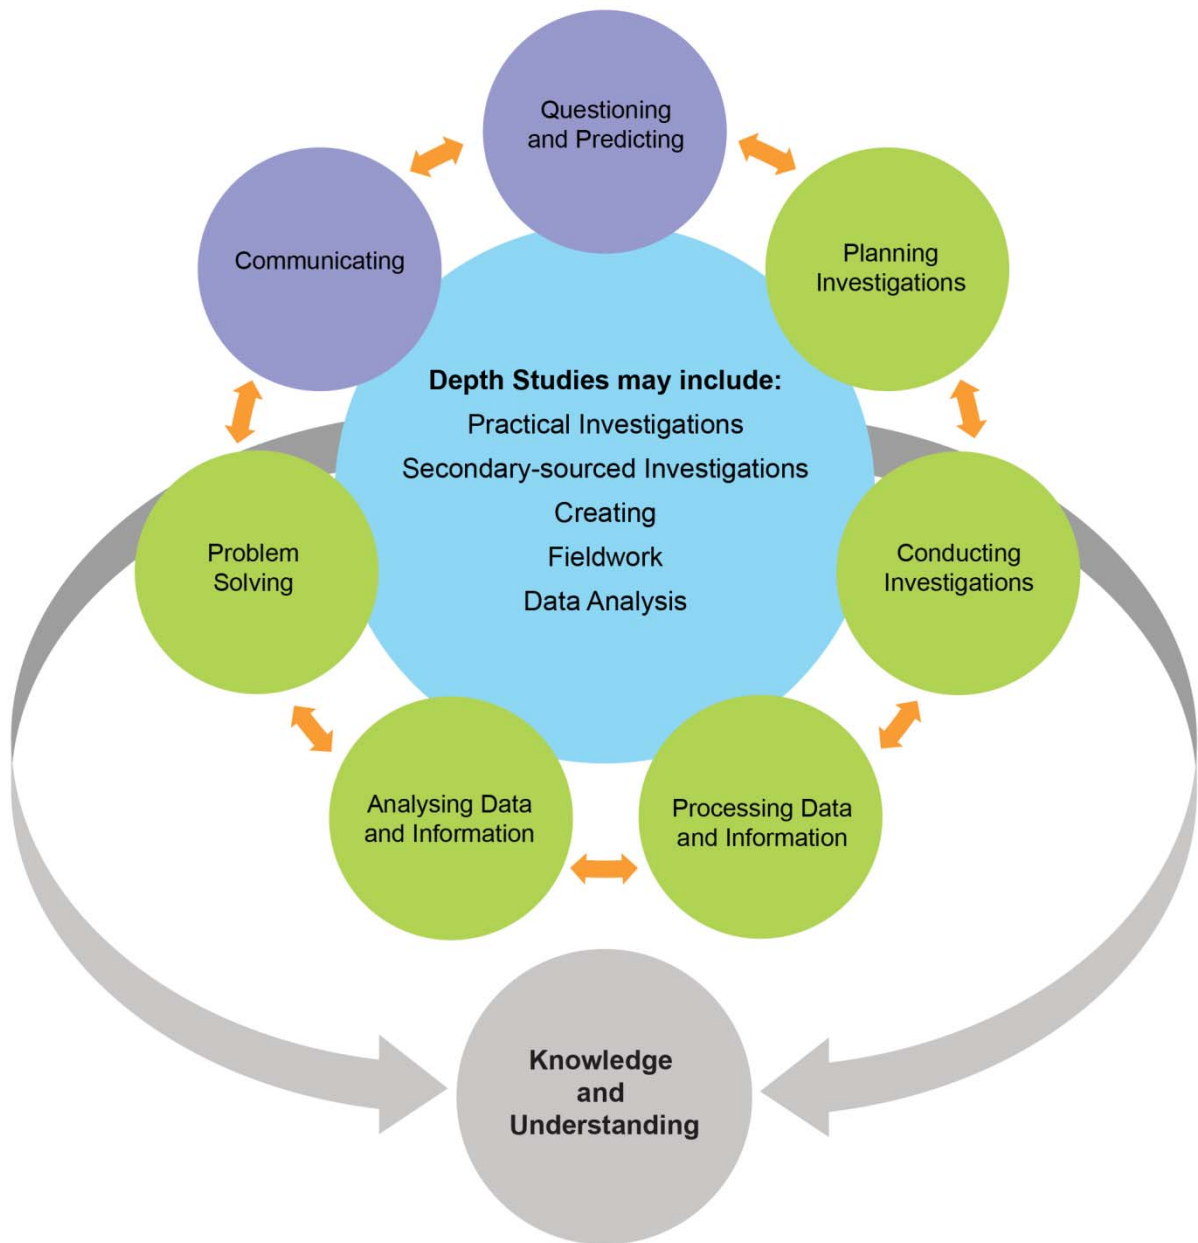 Questioning
and Predicting
Communicating
Planning
Investigations
Depth Studies may include:
Practical Investigations
Secondary-sourced Investigations
Creating
Fieldwork
Data Analysis
Problem
Solving
Conducting
Investigations
Analysing Data
and Information
Processing Data
and Information
Knowledge
and
Understanding